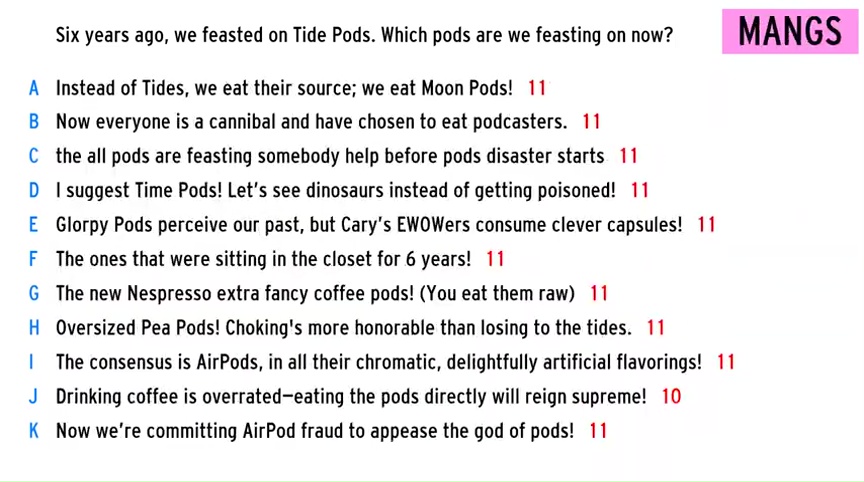 Six years ago, we feasted on Tide Pods. Which pods are we feasting on now?
MANGS
A Instead of Tides, we eat their source; we eat Moon Pods! 11
B Now everyone is a cannibal and have chosen to eat podcasters. 11
C the all pods are feasting somebody help before pods disaster starts 11
D I suggest Time Pods! Let's see dinosaurs instead of getting poisoned! 11
E Glorpy Pods perceive our past, but Cary's EWOWers consume clever capsules! 11
F The ones that were sitting in the closet for 6 years! 11
G The new Nespresso extra fancy coffee pods! (You eat them raw) 11
H Oversized Pea Pods! Choking's more honorable than losing to the tides. 11
I The consensus is AirPods, in all their chromatic, delightfully artificial flavorings! 11
J Drinking coffee is overrated—eating the pods directly will reign supreme! 10
K Now we're committing AirPod fraud to appease the god of pods! 11